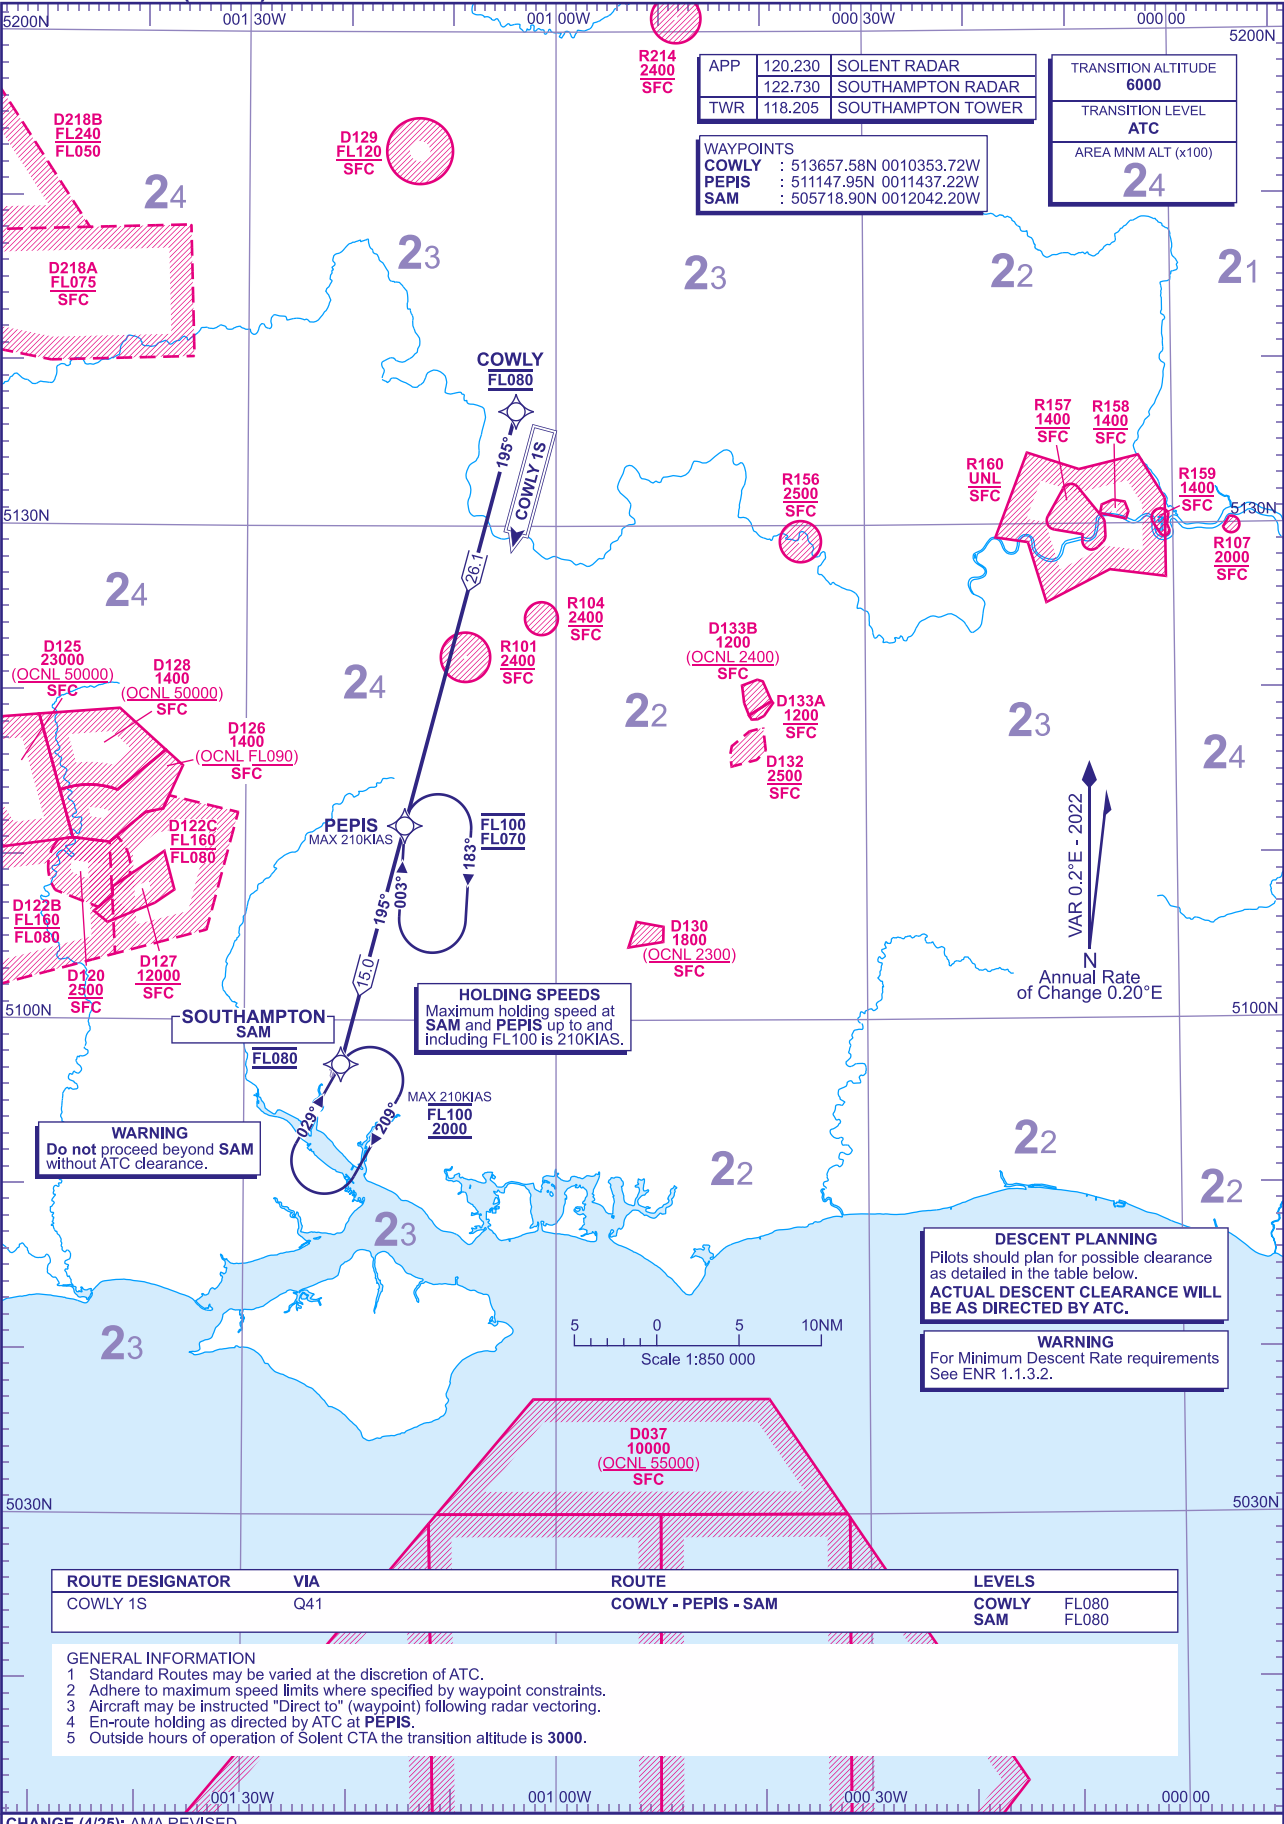 001 30W
001 00W
000 30W
000 00
5200N
5200N
R214
2400
SFC
APP 120.230 SOLENT RADAR
122.730 SOUTHAMPTON RADAR
TWR 118.205 SOUTHAMPTON TOWER
TRANSITION ALTITUDE
6000
TRANSITION LEVEL
ATC
AREA MNM ALT (x100)
24
WAYPOINTS
COWLY : 513657.58N 0010353.72W
PEPIS : 511147.95N 0011437.22W
SAM : 505718.90N 0012042.20W
D218B
FL240
FL050
D129
FL120
SFC
24
23
23
22
21
D218A
FL075
SFC
COWLY
FL080
195°
COWLY 1S
26.1
R157
1400
SFC
R158
1400
SFC
R160
UNL
SFC
R159
1400
SFC
R156
2500
SFC
5130N
5130N
R107
2000
SFC
24
R104
2400
SFC
R101
2400
SFC
D125
23000
(OCNL 50000)
SFC
D128
1400
(OCNL 50000)
SFC
D126
1400
(OCNL FL090)
SFC
24
D133B
1200
(OCNL 2400)
SFC
22
D133A
1200
SFC
23
24
D132
2500
SFC
D122C
FL160
FL080
PEPIS
MAX 210KIAS
FL100
FL070
183°
003°
195°
15.0
VAR 0.2°E - 2022
N
Annual Rate
of Change 0.20°E
D122B
FL160
FL080
D120
2500
SFC
D127
12000
SFC
D130
1800
(OCNL 2300)
SFC
5100N
5100N
SOUTHAMPTON
SAM
FL080
HOLDING SPEEDS
Maximum holding speed at
SAM and PEPIS up to and
including FL100 is 210KIAS.
029°
209°
MAX 210KIAS
FL100
2000
WARNING
Do not proceed beyond SAM
without ATC clearance.
22
22
22
23
23
DESCENT PLANNING
Pilots should plan for possible clearance
as detailed in the table below.
ACTUAL DESCENT CLEARANCE WILL
BE AS DIRECTED BY ATC.
5 0 5 10NM
Scale 1:850 000
WARNING
For Minimum Descent Rate requirements
See ENR 1.1.3.2.
D037
10000
(OCNL 55000)
SFC
5030N
5030N
ROUTE DESIGNATOR VIA ROUTE LEVELS
COWLY 1S Q41 COWLY - PEPIS - SAM COWLY FL080
SAM FL080
GENERAL INFORMATION
1 Standard Routes may be varied at the discretion of ATC.
2 Adhere to maximum speed limits where specified by waypoint constraints.
3 Aircraft may be instructed "Direct to" (waypoint) following radar vectoring.
4 En-route holding as directed by ATC at PEPIS.
5 Outside hours of operation of Solent CTA the transition altitude is 3000.
001 30W
001 00W
000 30W
000 00
CHANGE (4/25): AMA REVISED